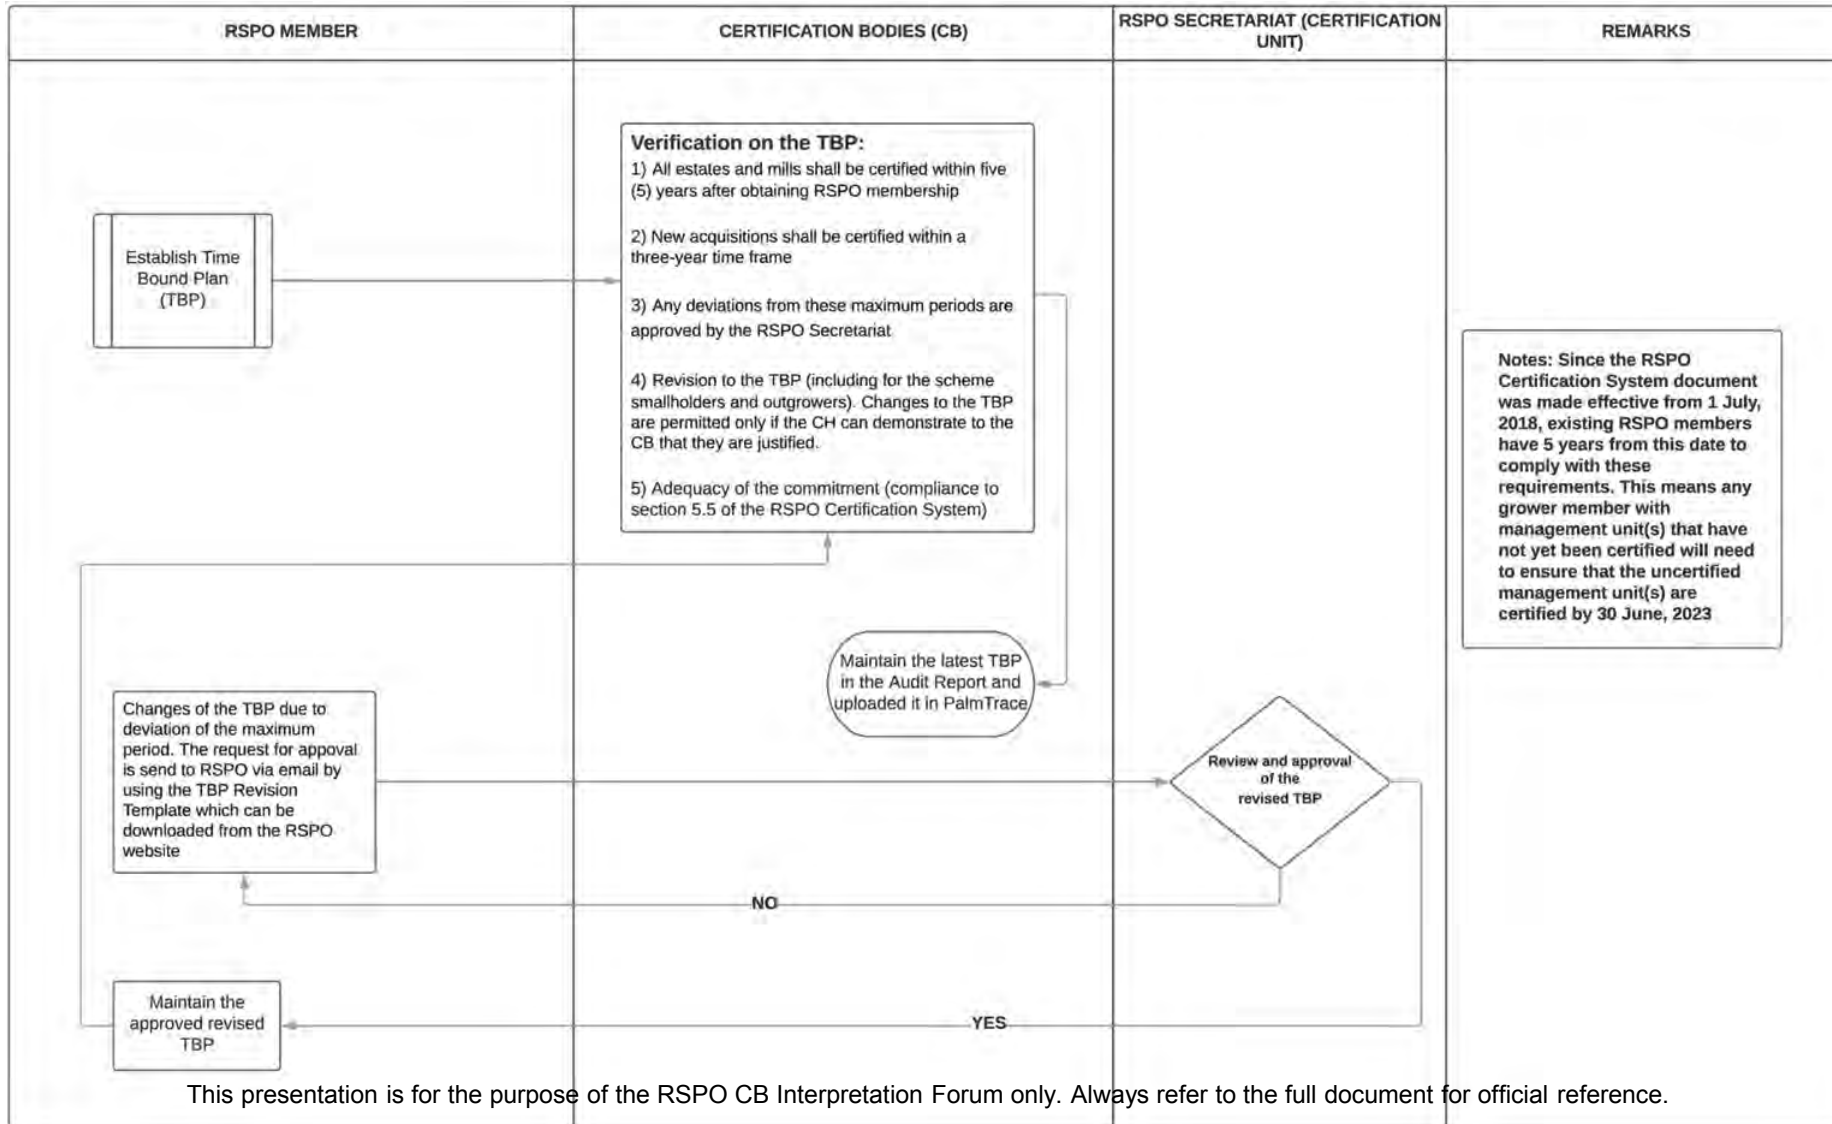 RSPO MEMBER
CERTIFICATION BODIES (CB)
RSPO SECRETARIAT (CERTIFICATION
UNIT)
REMARKS
Establish Time
Bound Plan
(TBP)
Verification on the TBP:
1) All estates and mills shall be certified within five
(5) years after obtaining RSPO membership
2) New acquisitions shall be certified within a
three-year time frame
3) Any deviations from these maximum periods are
approved by the RSPO Secretariat
4) Revision to the TBP (including for the scheme
smallholders and outgrowers). Changes to the TBP
are permitted only if the CH can demonstrate to the
CB that they are justified.
5) Adequacy of the commitment (compliance to
section 5.5 of the RSPO Certification System)
Notes: Since the RSPO
Certification System document
was made effective from 1 July,
2018, existing RSPO members
have 5 years from this date to
comply with these
requirements. This means any
grower member with
management unit(s) that have
not yet been certified will need
to ensure that the uncertified
management unit(s) are
certified by 30 June, 2023
Maintain the latest TBP
in the Audit Report and
uploaded it in PalmTrace
Changes of the TBP due to
deviation of the maximum
period. The request for appoval
is send to RSPO via email by
using the TBP Revision
Template which can be
downloaded from the RSPO
website
Review and approval
of the
revised TBP
NO
Maintain the
approved revised
TBP
YES
This presentation is for the purpose of the RSPO CB Interpretation Forum only. Always refer to the full document for official reference.